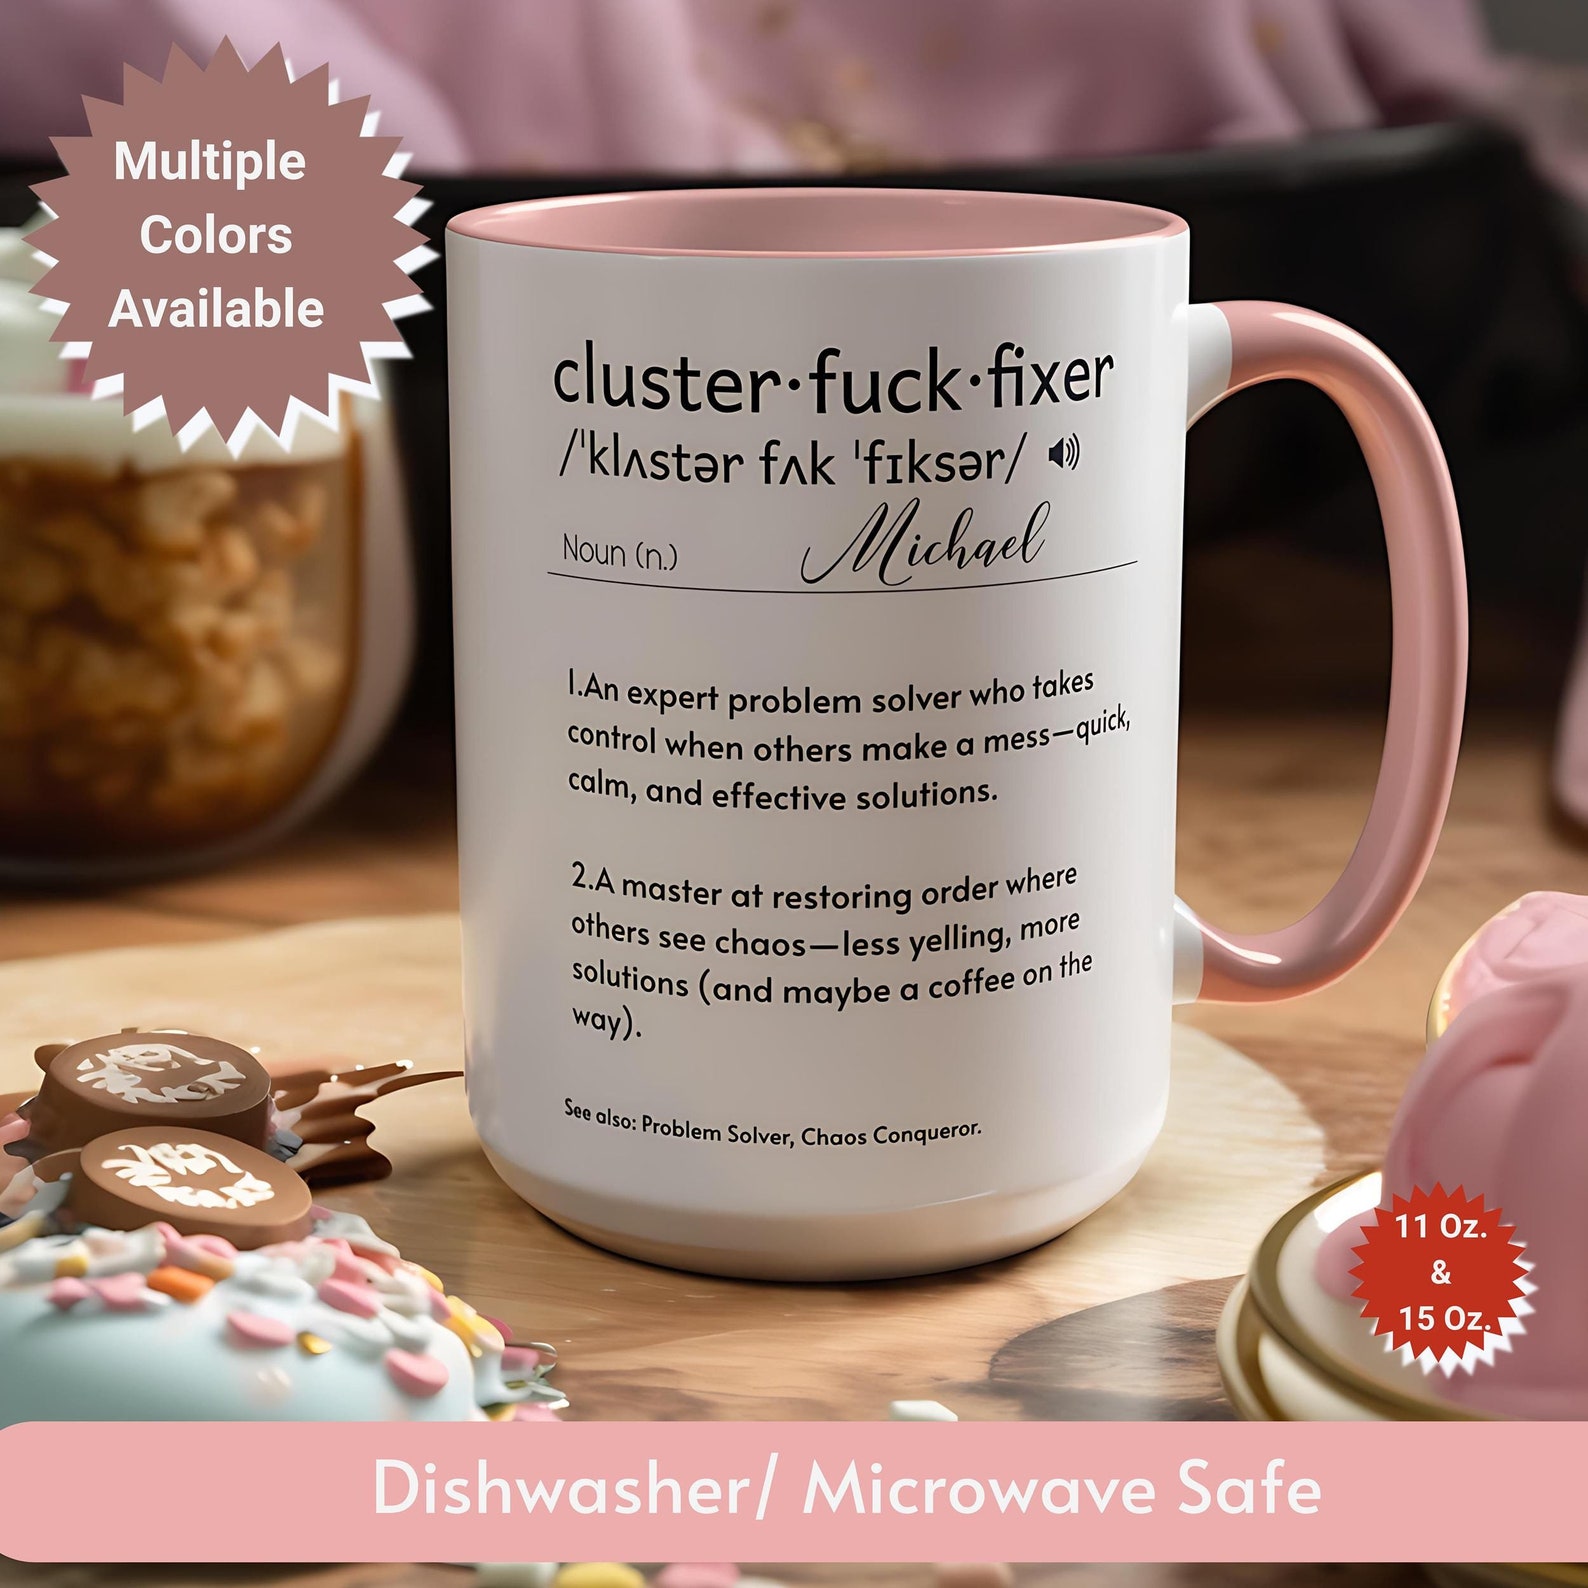 Multiple
Colors
Available
cluster·fuck·fixer
/ˈklʌstər fʌk ˈfɪksər/
Noun (n.) Michael
1.An expert problem solver who takes
control when others make a mess—quick,
calm, and effective solutions.
2.A master at restoring order where
others see chaos—less yelling, more
solutions (and maybe a coffee on the
way).
See also: Problem Solver, Chaos Conqueror.
11 Oz.
&
15 Oz.
Dishwasher/ Microwave Safe